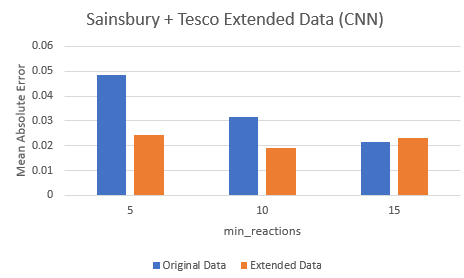 Sainsbury + Tesco Extended Data (CNN)
0.06
0.05
0.04
0.03
0.02
0.01
0
Mean Absolute Error
5 10 15
min_reactions
Original Data Extended Data